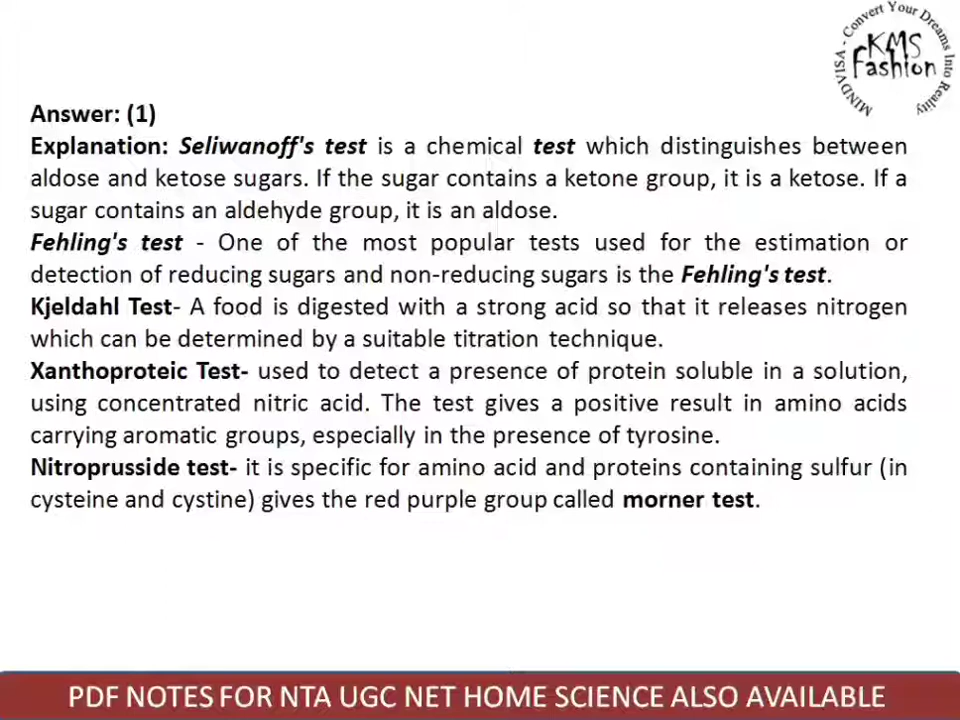 MINDVISA - Convert Your Dreams Into Reality
KMS
Fashion
Answer: (1)
Explanation: Seliwanoff's test is a chemical test which distinguishes between
aldose and ketose sugars. If the sugar contains a ketone group, it is a ketose. If a
sugar contains an aldehyde group, it is an aldose.
Fehling's test - One of the most popular tests used for the estimation or
detection of reducing sugars and non-reducing sugars is the Fehling's test.
Kjeldahl Test- A food is digested with a strong acid so that it releases nitrogen
which can be determined by a suitable titration technique.
Xanthoproteic Test- used to detect a presence of protein soluble in a solution,
using concentrated nitric acid. The test gives a positive result in amino acids
carrying aromatic groups, especially in the presence of tyrosine.
Nitroprusside test- it is specific for amino acid and proteins containing sulfur (in
cysteine and cystine) gives the red purple group called morner test.
PDF NOTES FOR NTA UGC NET HOME SCIENCE ALSO AVAILABLE